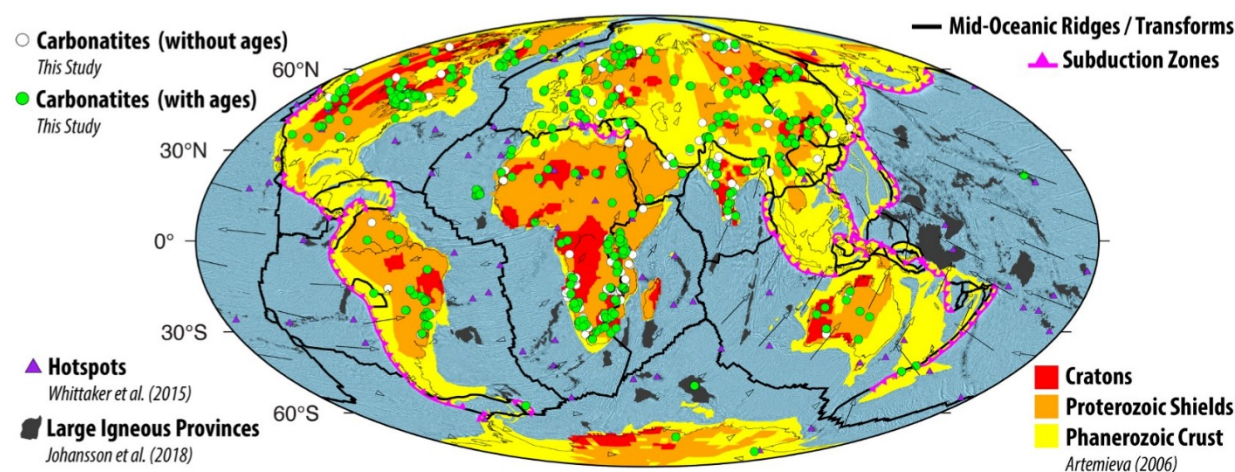 Carbonatites (without ages)
This Study
Carbonatites (with ages)
This Study
Mid-Oceanic Ridges / Transforms
Subduction Zones
60°N
30°N
0°
30°S
60°S
Hotspots
Whittaker et al. (2015)
Large Igneous Provinces
Johansson et al. (2018)
Cratons
Proterozoic Shields
Phanerozoic Crust
Artemieva (2006)